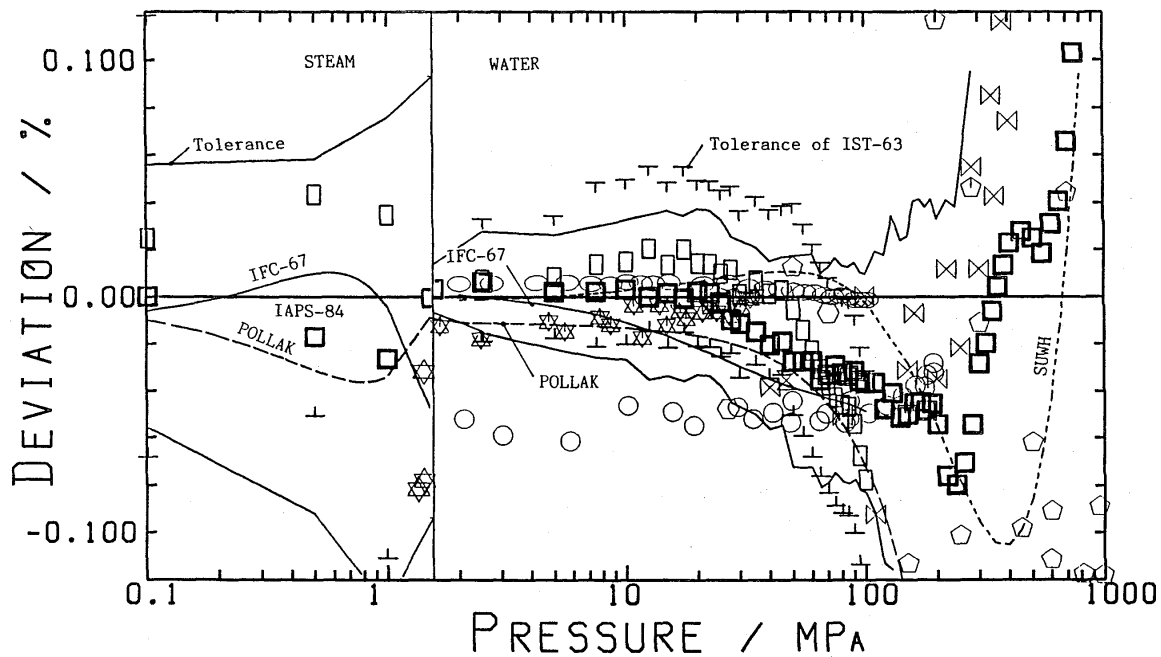 0.100
0.000
-0.100
DEVIATION / %
STEAM
WATER
Tolerance
Tolerance of IST-63
IFC-67
IFC-67
IAPS-84
POLLAK
POLLAK
SUWH
0.1
1
10
100
1000
PRESSURE / MPA